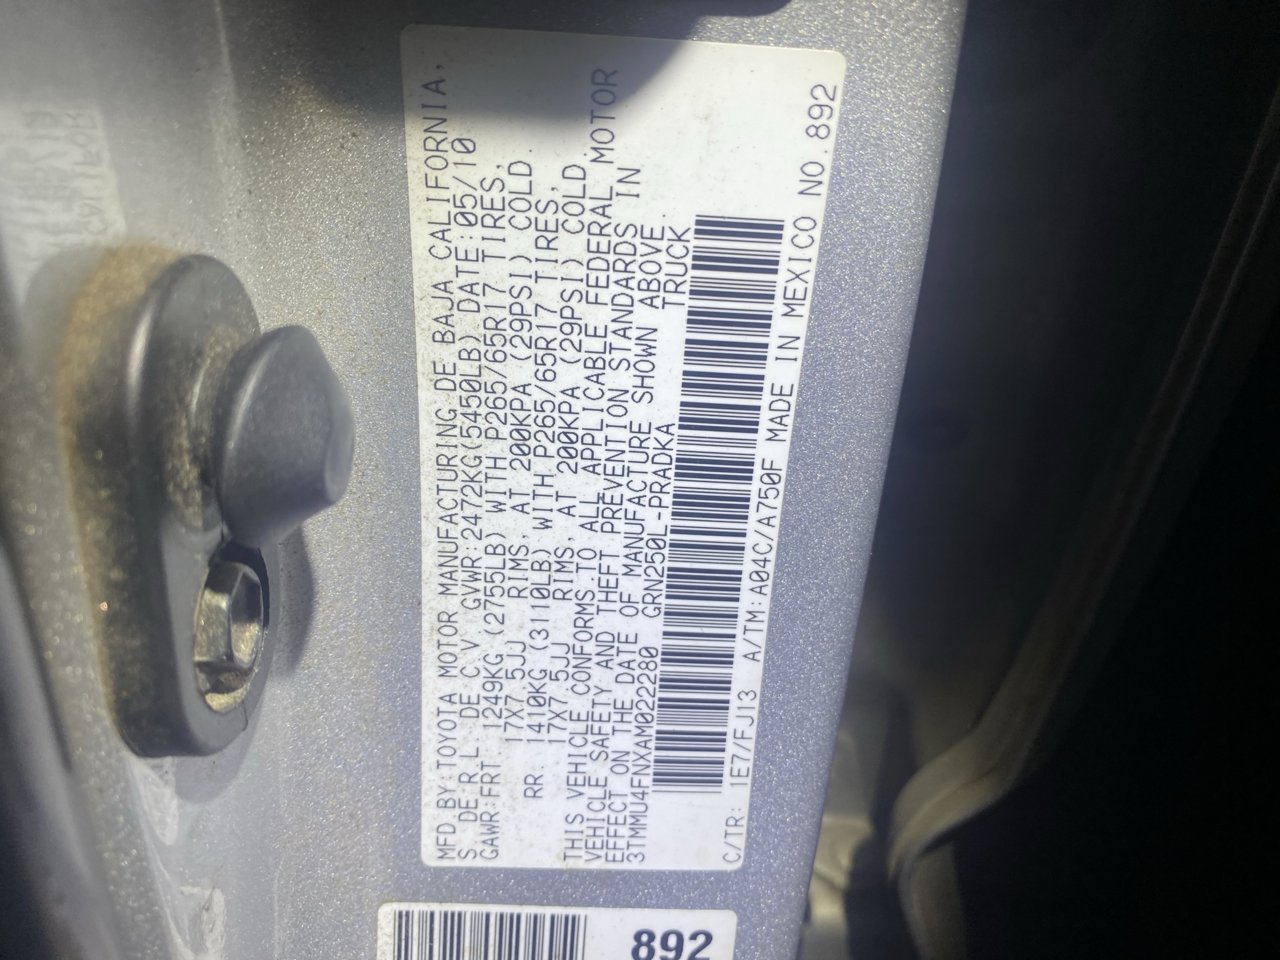 MFD.BY:TOYOTA MOTOR MANUFACTURING DE BAJA CALIFORNIA,
S. DE R.L. DE C.V GVWR:2472KG(5450LB) DATE:05/10
GAWR:FRT. 1249KG (2755LB) WITH P265/65R17 TIRES,
17X7.5JJ RIMS, AT 200KPA (29PSI) COLD.
RR. 1410KG (3110LB) WITH P265/65R17 TIRES,
17X7.5JJ RIMS, AT 200KPA (29PSI) COLD.
THIS VEHICLE CONFORMS TO ALL APPLICABLE FEDERAL MOTOR
VEHICLE SAFETY AND THEFT PREVENTION STANDARDS IN
EFFECT ON THE DATE OF MANUFACTURE SHOWN ABOVE
3TMMU4FNXAM022280 GRN250L-PRADKA TRUCK
C/TR: 1E7/FJ13 A/TM:A04C/A750F MADE IN MEXICO NO 892
892